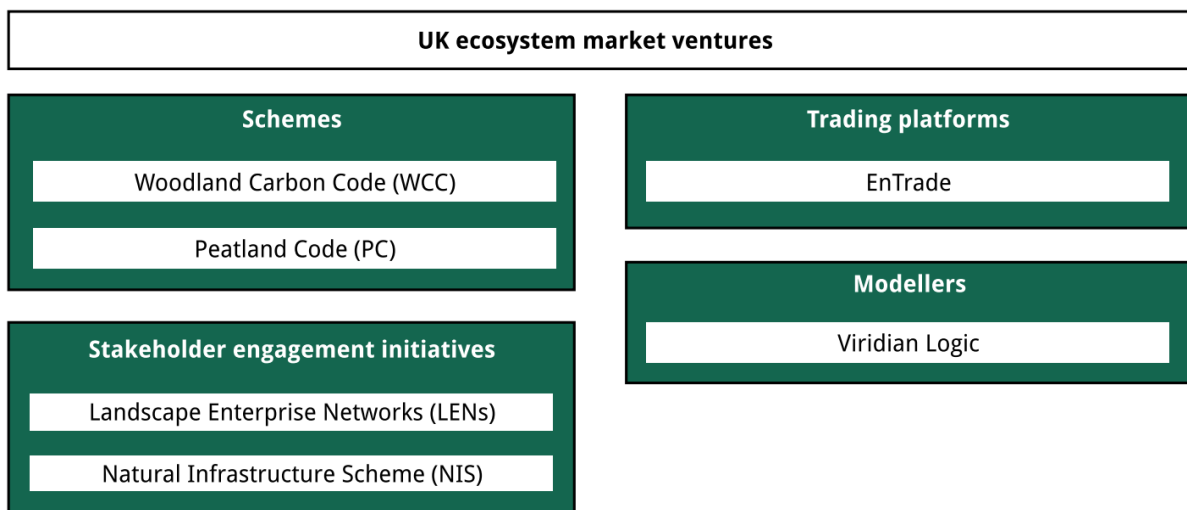 UK ecosystem market ventures
Schemes
Woodland Carbon Code (WCC)
Peatland Code (PC)
Stakeholder engagement initiatives
Landscape Enterprise Networks (LENs)
Natural Infrastructure Scheme (NIS)
Trading platforms
EnTrade
Modellers
Viridian Logic